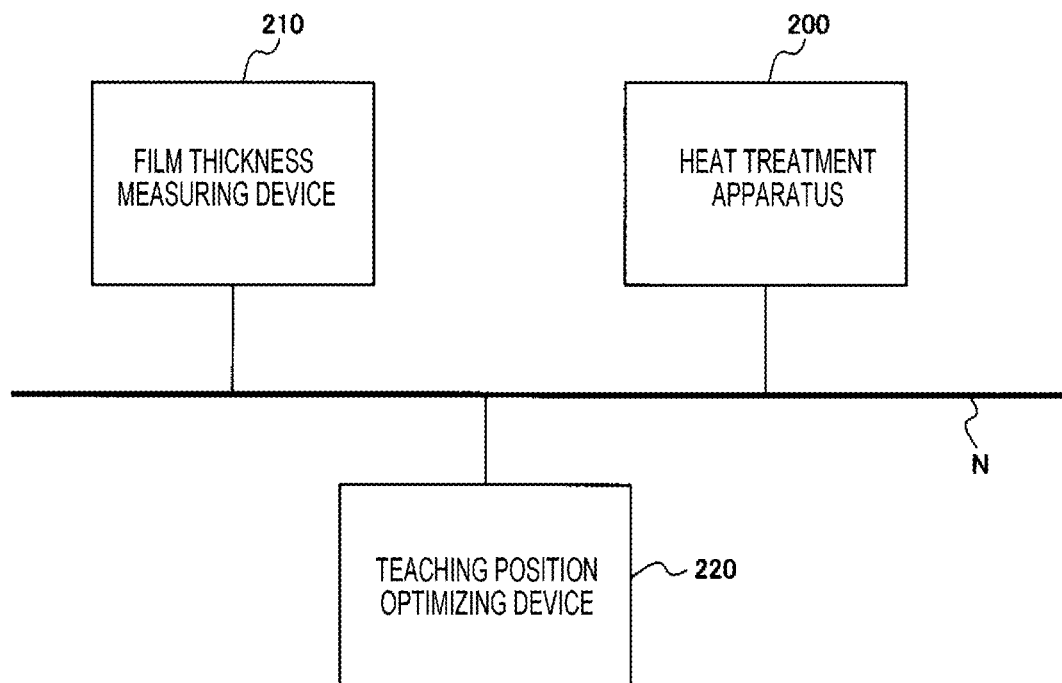 210
200
FILM THICKNESS
MEASURING DEVICE
HEAT TREATMENT
APPARATUS
N
TEACHING POSITION
OPTIMIZING DEVICE
220